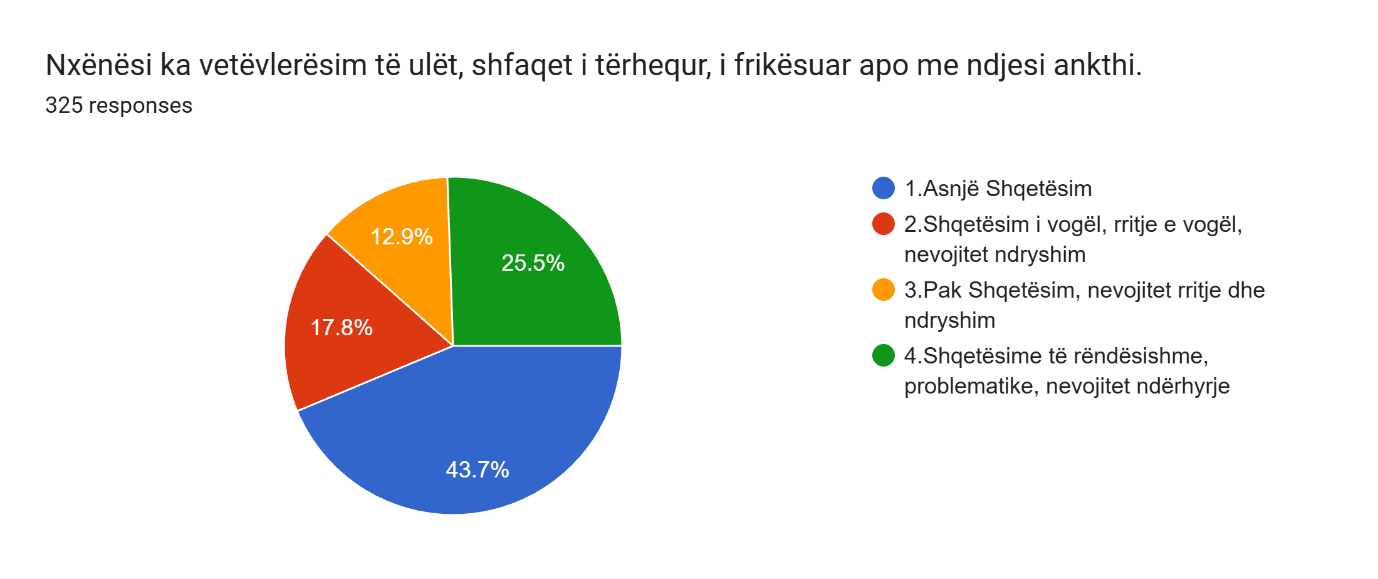 Nxënësi ka vetëvlerësim të ulët, shfaqet i tërhequr, i frikësuar apo me ndjesi ankthi.
325 responses
12.9%
25.5%
17.8%
43.7%
1.Asnjë Shqetësim
2.Shqetësim i vogël, rritje e vogël,
nevojitet ndryshim
3.Pak Shqetësim, nevojitet rritje dhe
ndryshim
4.Shqetësime të rëndësishme,
problematike, nevojitet ndërhyrje